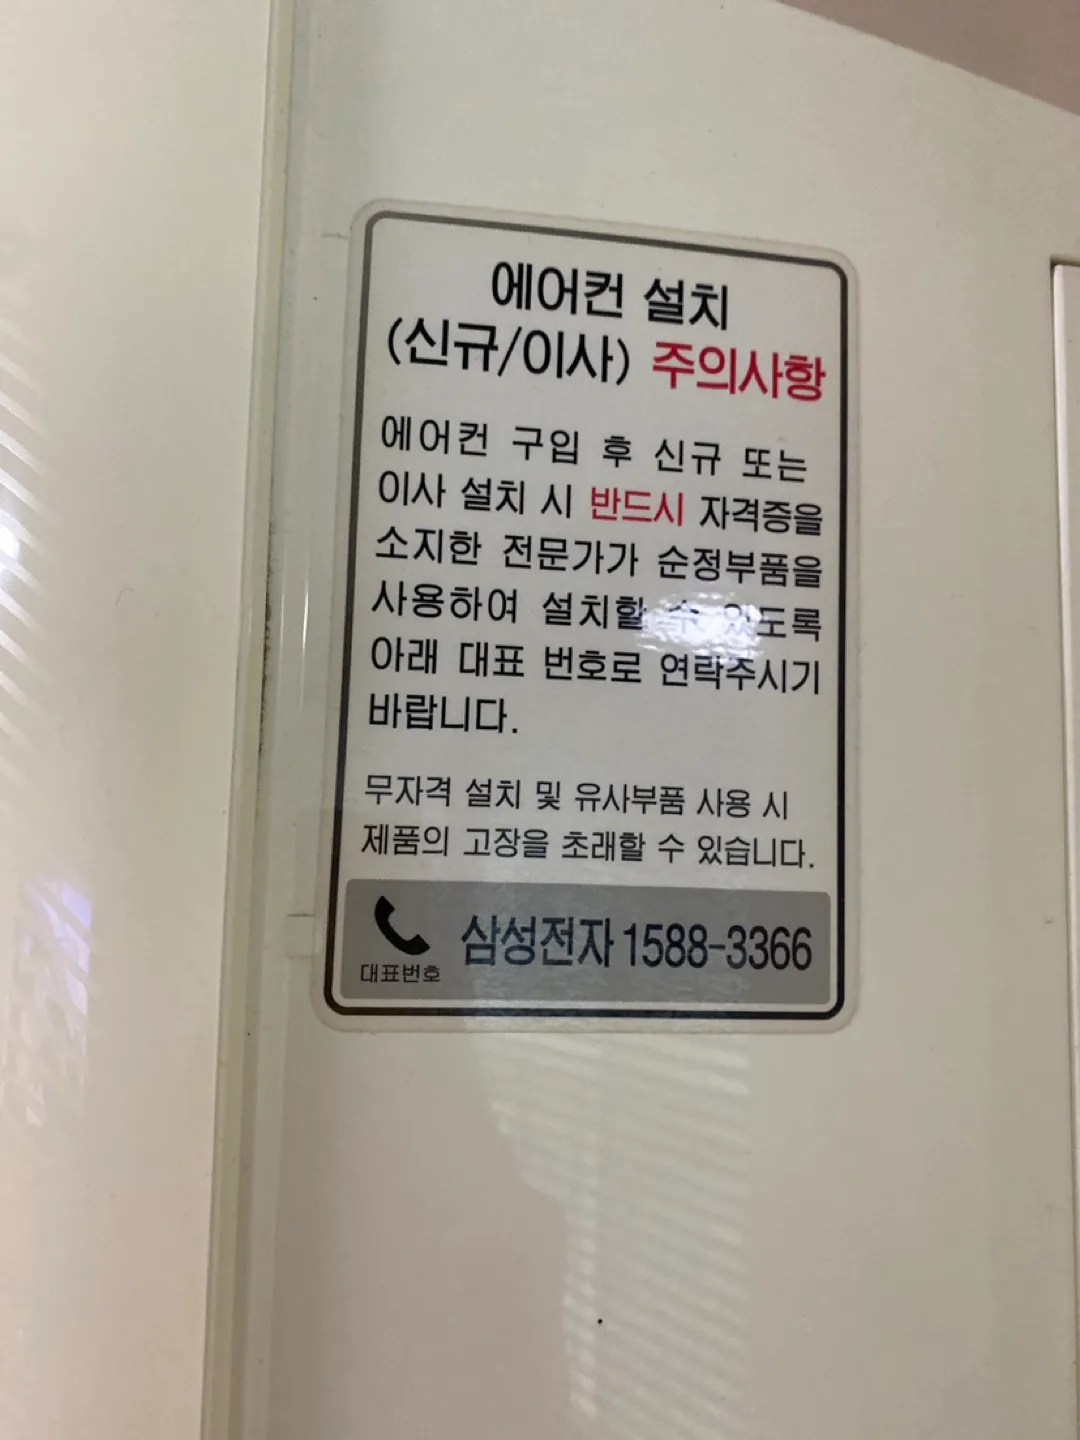 에어컨 설치
(신규/이사) 주의사항
에어컨 구입 후 신규 또는
이사 설치 시 반드시 자격증을
소지한 전문가가 순정부품을
사용하여 설치할 수 있도록
아래 대표 번호로 연락주시기
바랍니다.
무자격 설치 및 유사부품 사용 시
제품의 고장을 초래할 수 있습니다.
대표번호 삼성전자 1588-3366